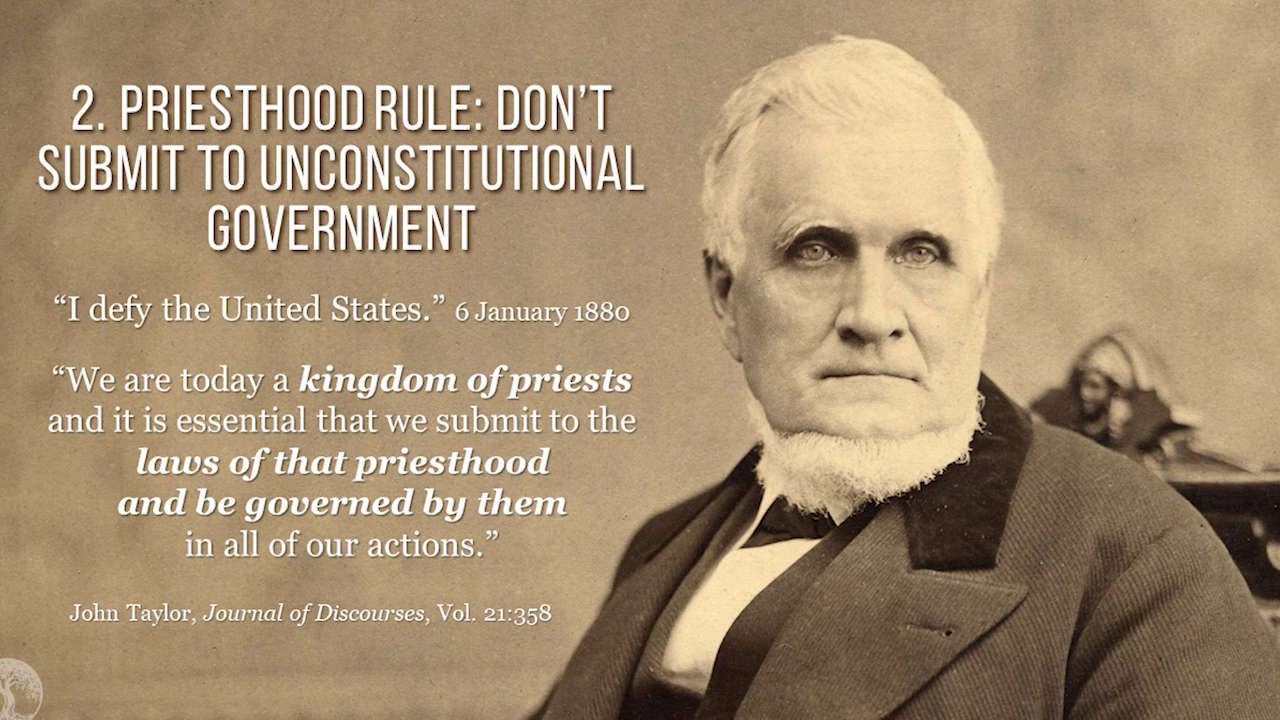 2. PRIESTHOOD RULE: DON’T
SUBMIT TO UNCONSTITUTIONAL
GOVERNMENT
“I defy the United States.” 6 January 1880
“We are today a kingdom of priests
and it is essential that we submit to the
laws of that priesthood
and be governed by them
in all of our actions.”
John Taylor, Journal of Discourses, Vol. 21:358